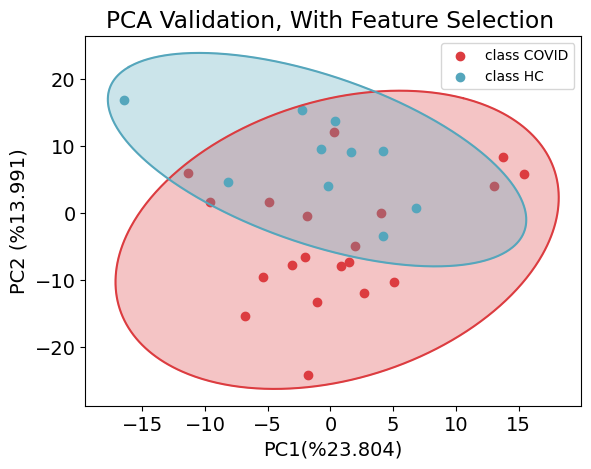 PCA Validation, With Feature Selection
class COVID
class HC
PC2 (%13.991)
20
10
0
−10
−20
−15 −10 −5 0 5 10 15
PC1(%23.804)